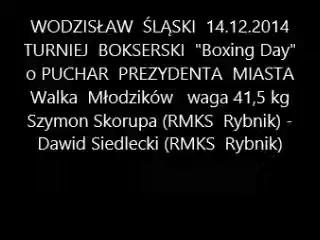 WODZISŁAW ŚLĄSKI 14.12.2014
TURNIEJ BOKSERSKI "Boxing Day"
o PUCHAR PREZYDENTA MIASTA
Walka Młodzików waga 41,5 kg
Szymon Skorupa (RMKS Rybnik) -
Dawid Siedlecki (RMKS Rybnik)